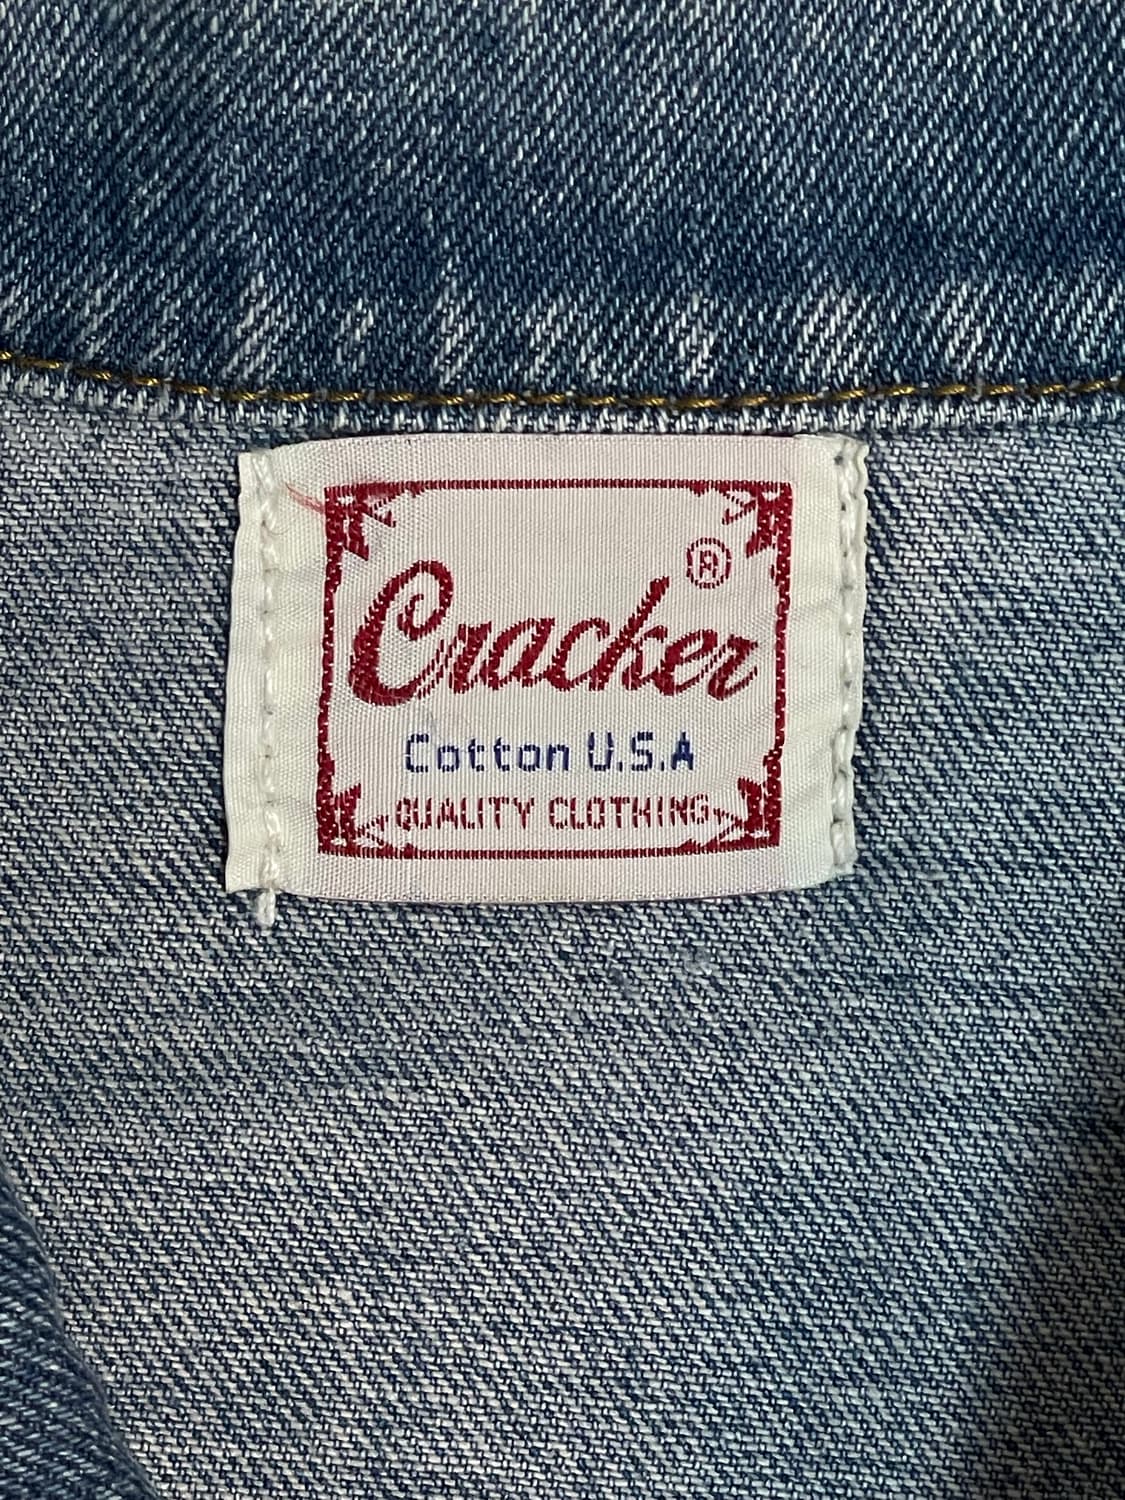 Cracker ®
Cotton U.S.A
QUALITY CLOTHING